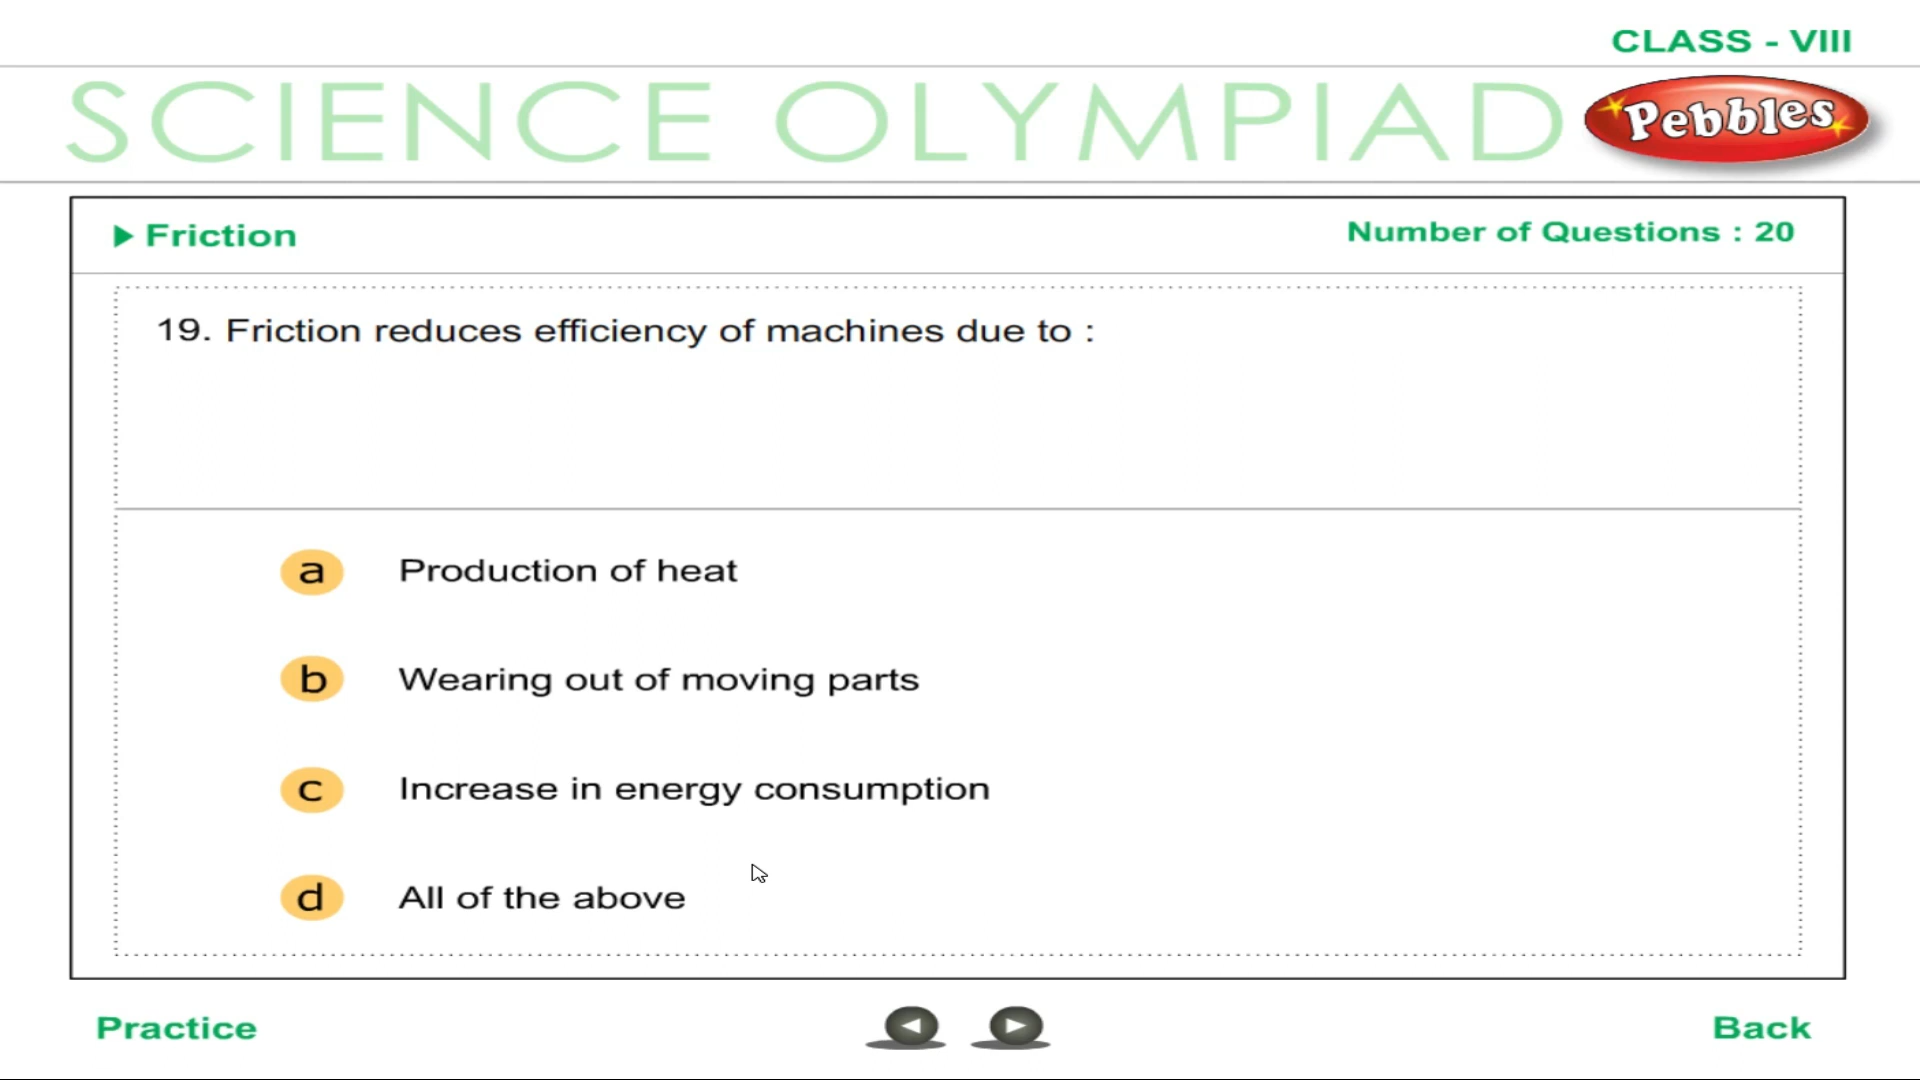 CLASS - VIII
SCIENCE OLYMPIAD
Pebbles
Friction
Number of Questions : 20
19. Friction reduces efficiency of machines due to :
a Production of heat
b Wearing out of moving parts
c Increase in energy consumption
d All of the above
Practice
Back